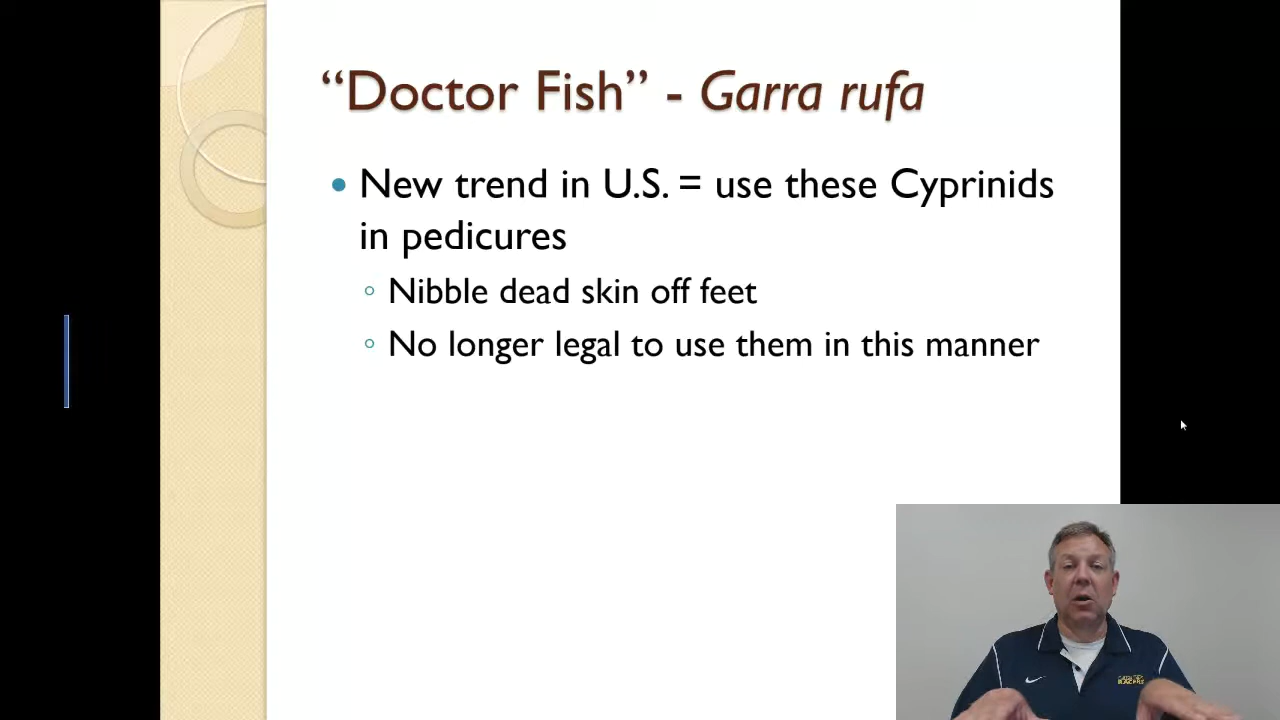 “Doctor Fish” - Garra rufa
New trend in U.S. = use these Cyprinids
in pedicures
Nibble dead skin off feet
No longer legal to use them in this manner
RACERS